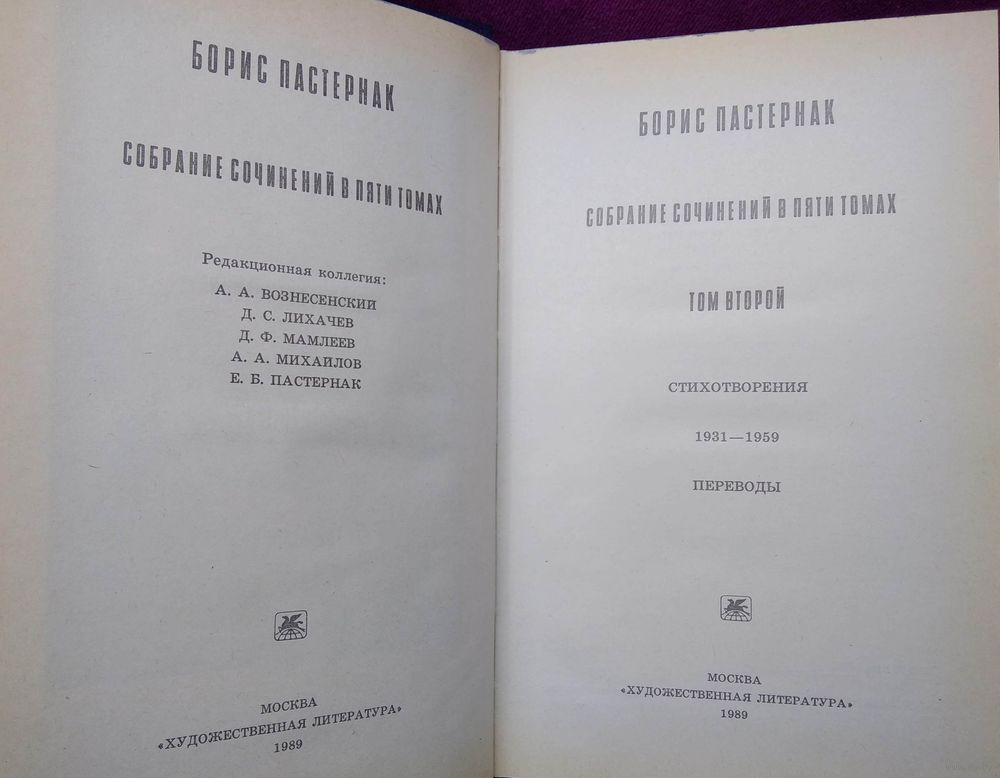 БОРИС ПАСТЕРНАК
СОБРАНИЕ СОЧИНЕНИЙ В ПЯТИ ТОМАХ
Редакционная коллегия:
А. А. ВОЗНЕСЕНСКИЙ
Д. С. ЛИХАЧЕВ
Д. Ф. МАМЛЕЕВ
А. А. МИХАЙЛОВ
Е. Б. ПАСТЕРНАК
МОСКВА
«ХУДОЖЕСТВЕННАЯ ЛИТЕРАТУРА»
1989
БОРИС ПАСТЕРНАК
СОБРАНИЕ СОЧИНЕНИЙ В ПЯТИ ТОМАХ
ТОМ ВТОРОЙ
СТИХОТВОРЕНИЯ
1931—1959
ПЕРЕВОДЫ
МОСКВА
«ХУДОЖЕСТВЕННАЯ ЛИТЕРАТУРА»
1989